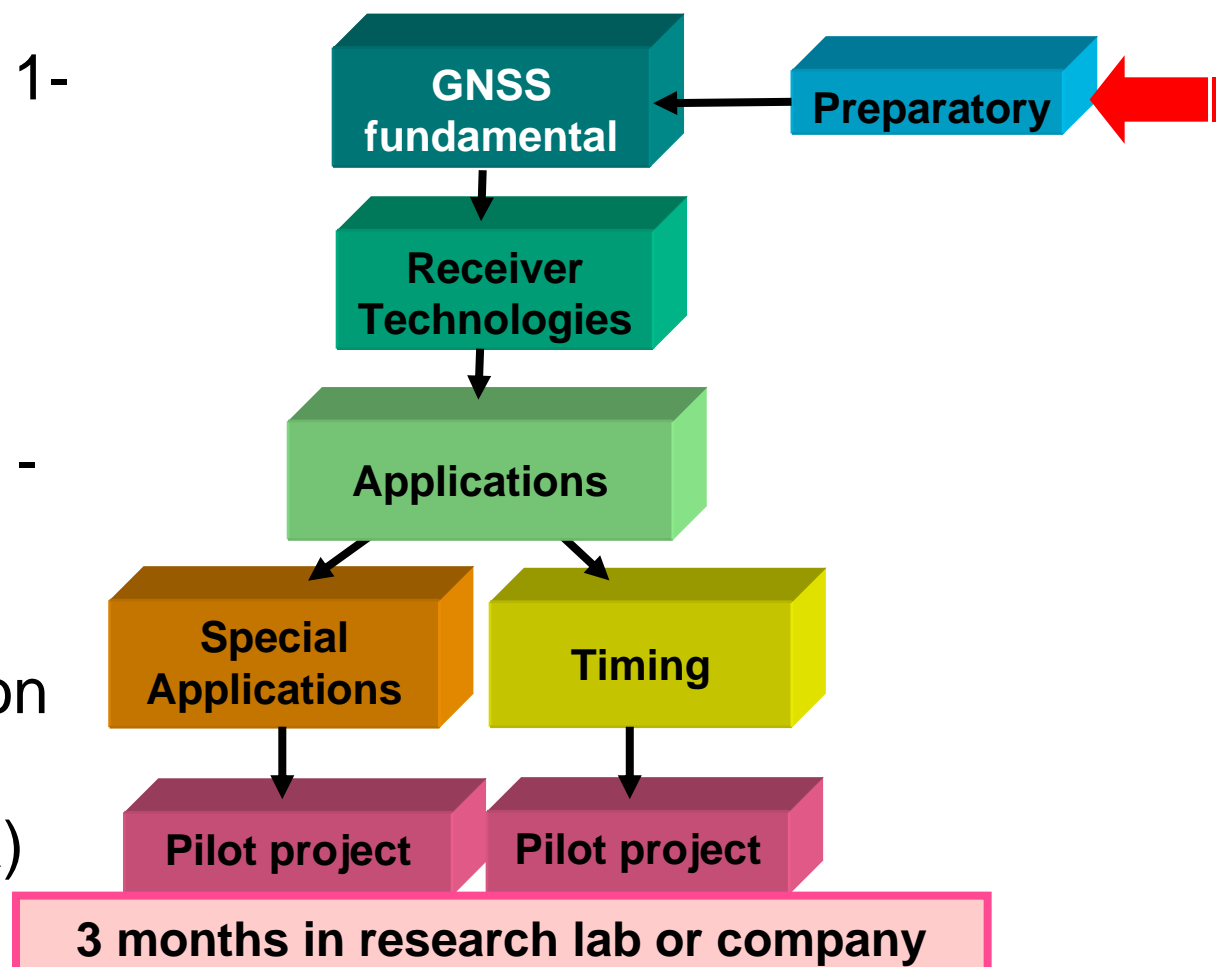 1-
GNSS
fundamental
Preparatory
Receiver
Technologies
-
Applications
Special
Applications
Timing
on
)
Pilot project
Pilot project
3 months in research lab or company